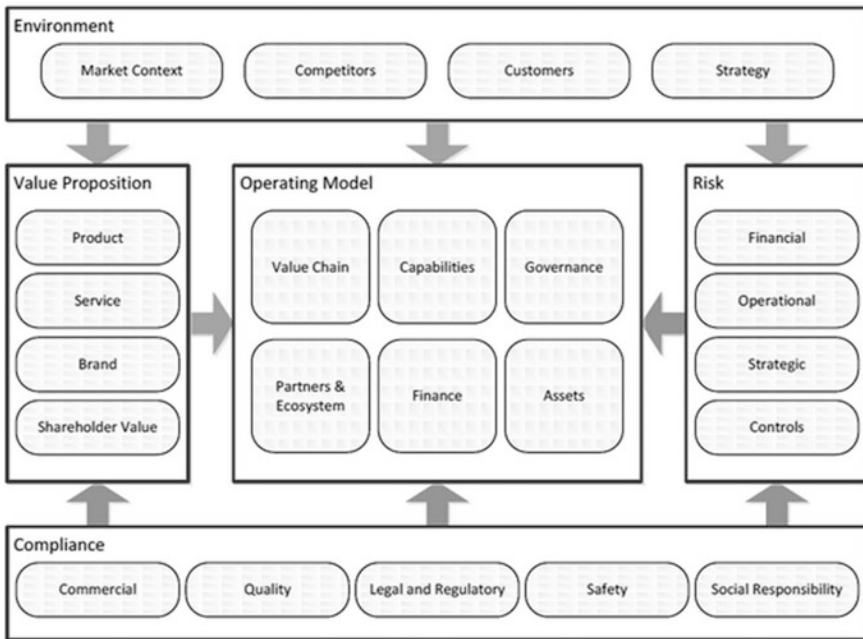 Environment
Market Context
Competitors
Customers
Strategy
Value Proposition
Product
Service
Brand
Shareholder Value
Operating Model
Value Chain
Capabilities
Governance
Partners &
Ecosystem
Finance
Assets
Risk
Financial
Operational
Strategic
Controls
Compliance
Commercial
Quality
Legal and Regulatory
Safety
Social Responsibility